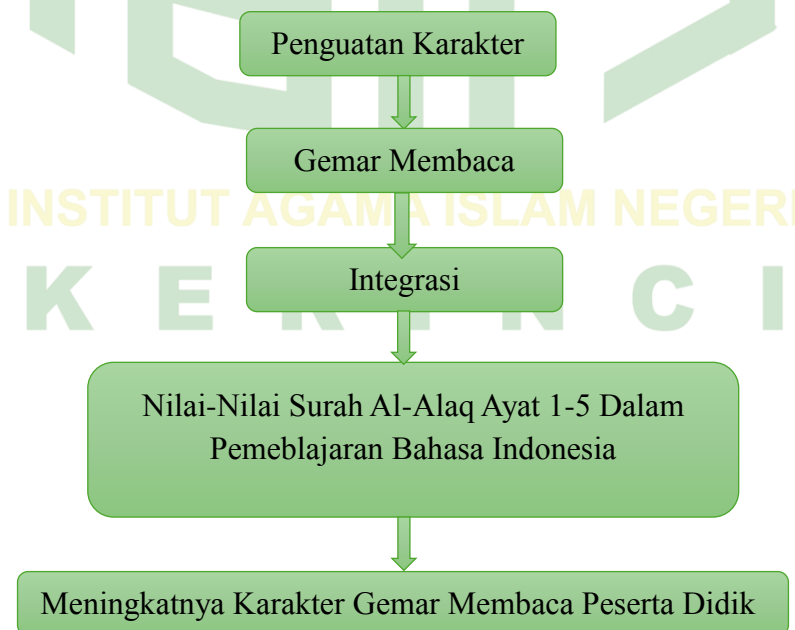 Penguatan Karakter
Gemar Membaca
INSTITUT AGAMA ISLAM NEGERI
Integrasi
KERINCI
Nilai-Nilai Surah Al-Alaq Ayat 1-5 Dalam
Pemeblajaran Bahasa Indonesia
Meningkatnya Karakter Gemar Membaca Peserta Didik